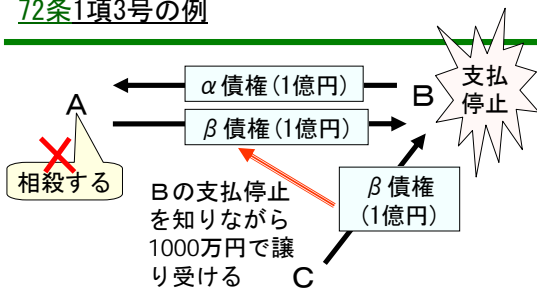 72条1項3号の例
α債権(1億円)
B
支払
停止
A
β債権(1億円)
相殺する
Bの支払停止
を知りながら
1000万円で譲
り受ける
β債権
(1億円)
C